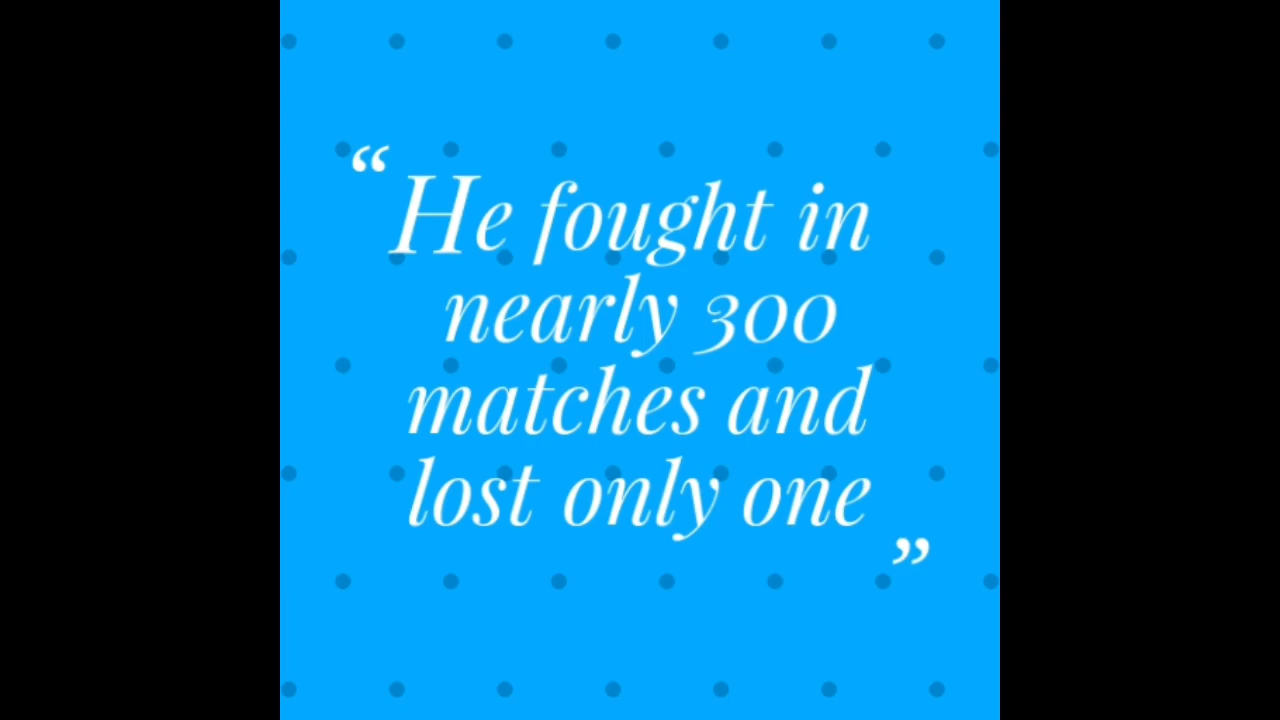 “He fought in
nearly 300
matches and
lost only one”